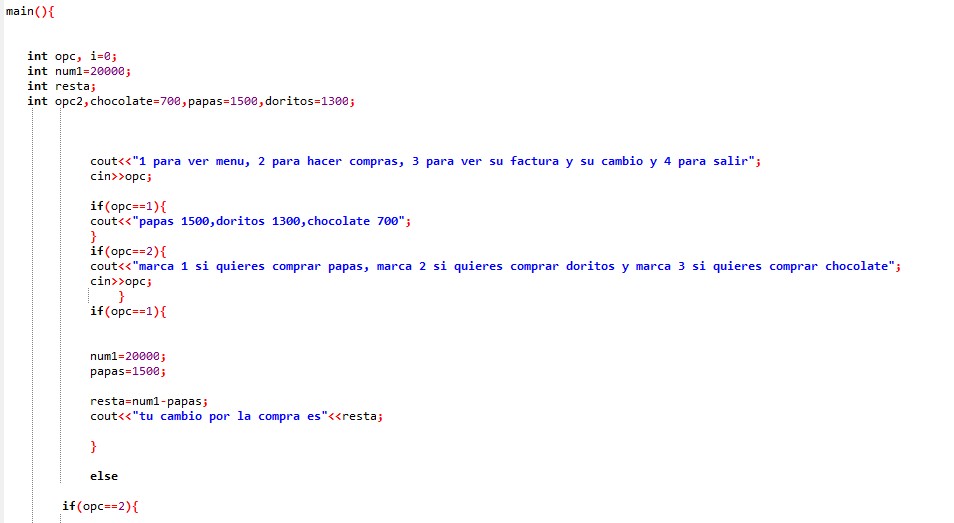 main(){
int opc, i=0;
int num1=20000;
int resta;
int opc2,chocolate=700,papas=1500,doritos=1300;
cout<<"1 para ver menu, 2 para hacer compras, 3 para ver su factura y su cambio y 4 para salir";
cin>>opc;
if(opc==1){
cout<<"papas 1500,doritos 1300,chocolate 700";
}
if(opc==2){
cout<<"marca 1 si quieres comprar papas, marca 2 si quieres comprar doritos y marca 3 si quieres comprar chocolate";
cin>>opc;
}
if(opc==1){
num1=20000;
papas=1500;
resta=num1-papas;
cout<<"tu cambio por la compra es"<<resta;
}
else
if(opc==2){